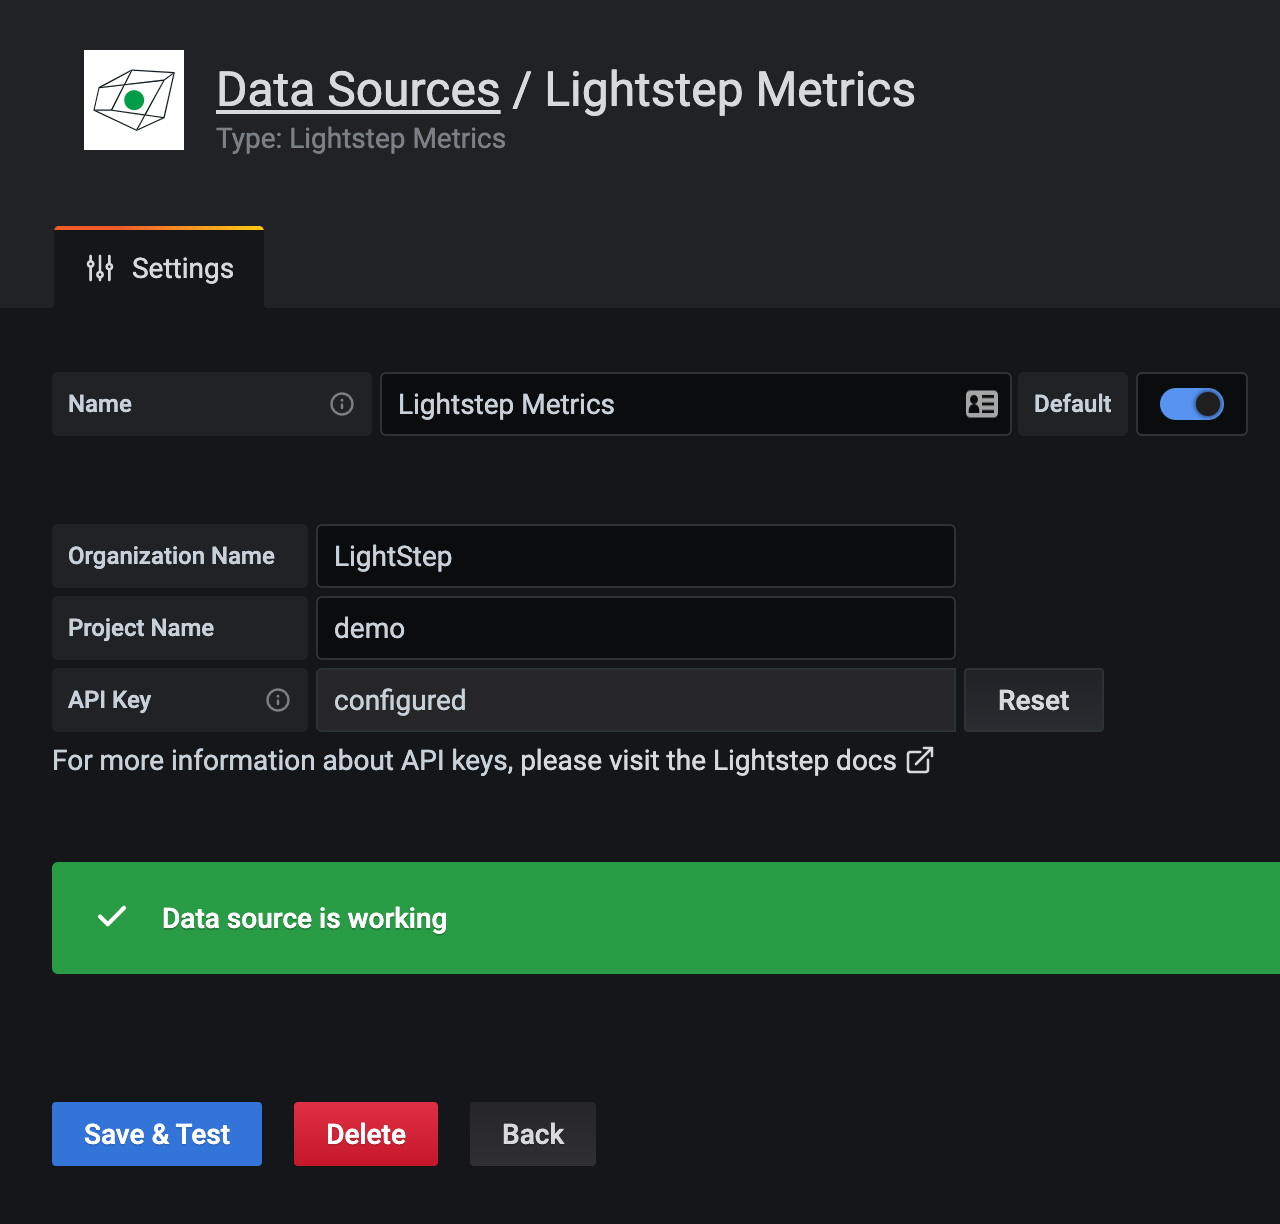 Data Sources / Lightstep Metrics
Type: Lightstep Metrics
Settings
Name Lightstep Metrics Default
Organization Name LightStep
Project Name demo
API Key configured Reset
For more information about API keys, please visit the Lightstep docs
Data source is working
Save & Test Delete Back